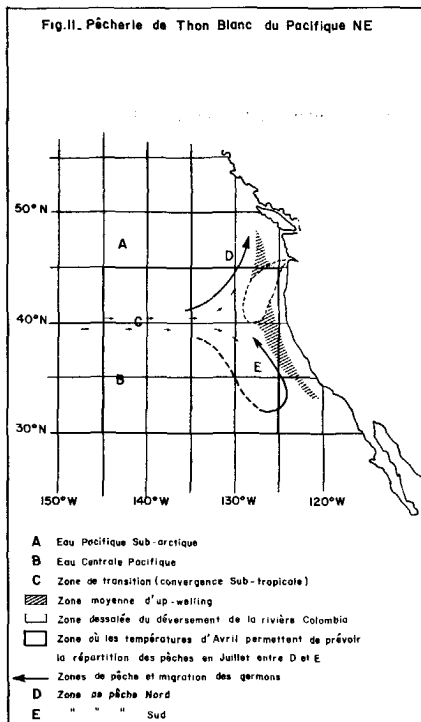 Fig.11_ Pêcherie de Thon Blanc du Pacifique NE
50°N
A
D
40°N
C
B
E
30°N
150°W 140°W 130°W 120°W
A Eau Pacifique Sub-arctique
B Eau Centrale Pacifique
C Zone de transition (convergence Sub-tropicale)
Zone moyenne d'up-welling
Zone dessalée du déversement de la rivière Colombia
Zone où les températures d'Avril permettent de prévoir
la répartition des pêches en Juillet entre D et E
Zones de pêche et migration des germons
D Zone de pêche Nord
E " " " Sud